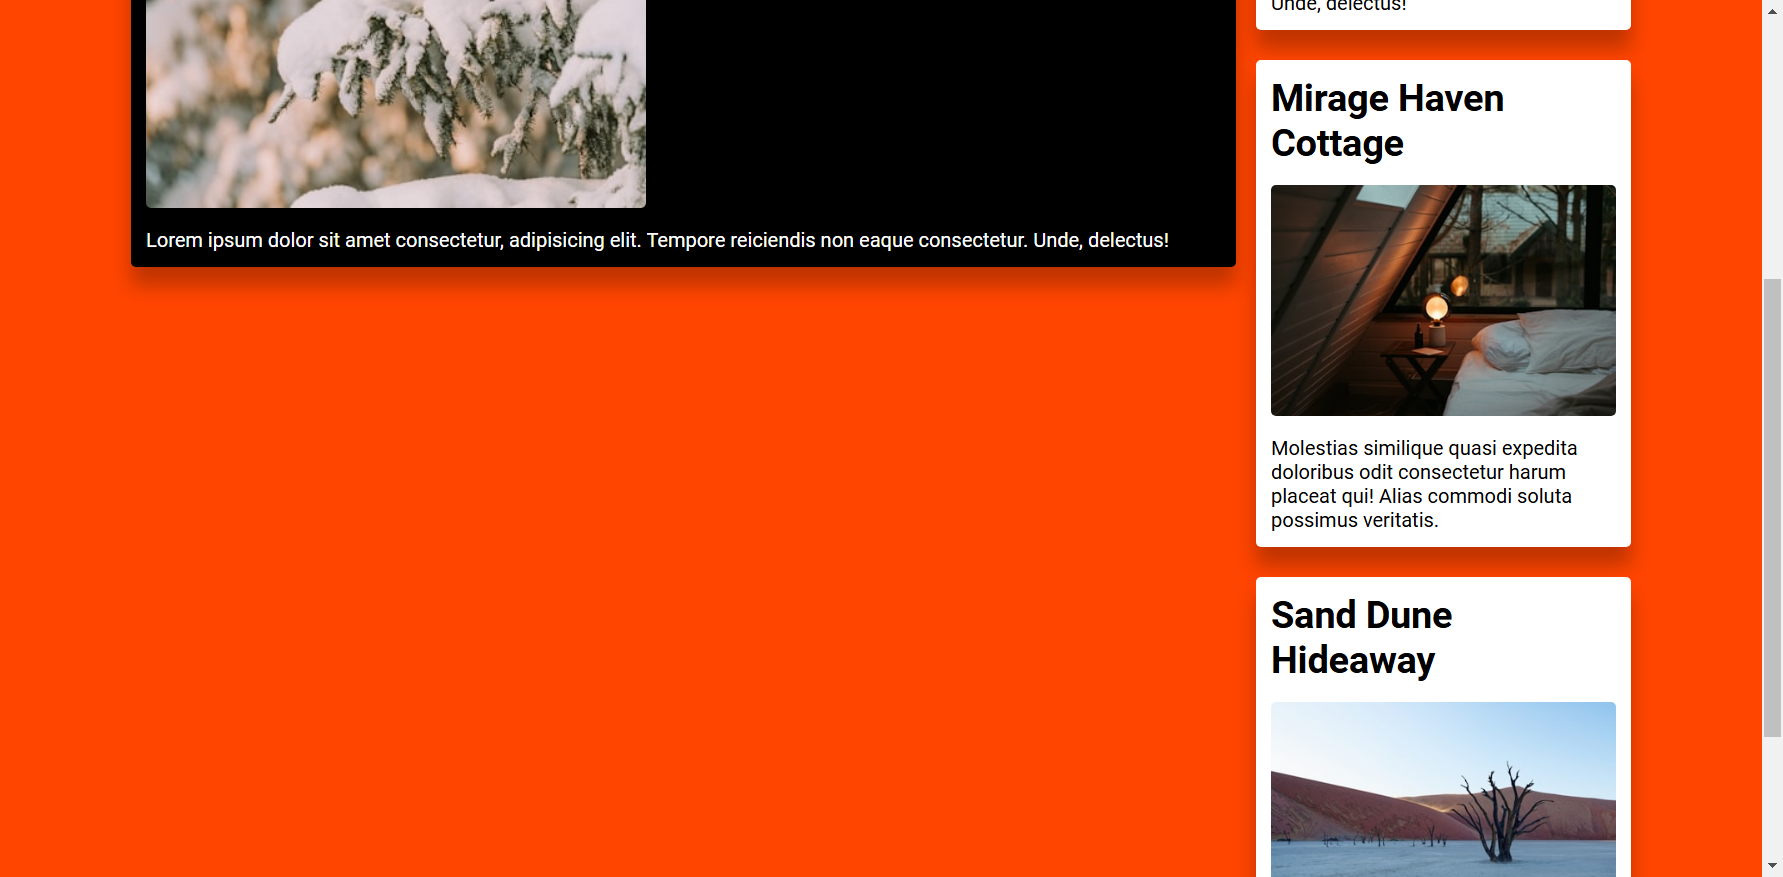 Lorem ipsum dolor sit amet consectetur, adipisicing elit. Tempore reiciendis non eaque consectetur. Unde, delectus!
Unde, delectus!
Mirage Haven
Cottage
Molestias similique quasi expedita
doloribus odit consectetur harum
placeat qui! Alias commodi soluta
possimus veritatis.
Sand Dune
Hideaway